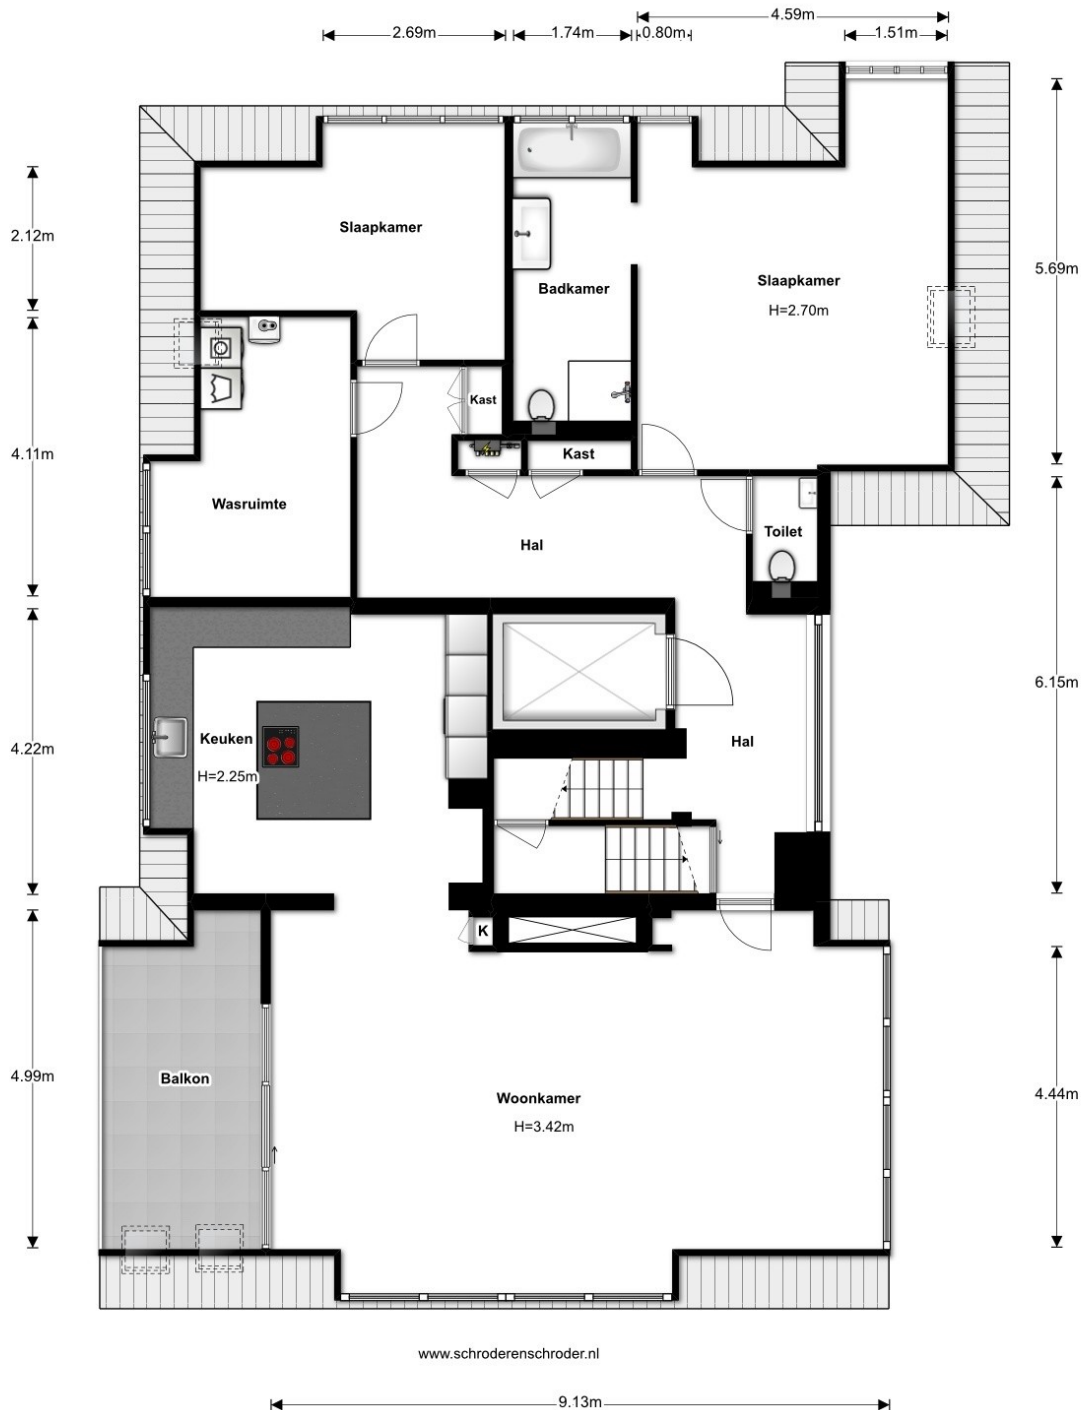 4.59m
2.69m
1.74m
0.80m
1.51m
2.12m
Slaapkamer
Badkamer
Slaapkamer
H=2.70m
5.69m
Kast
Kast
4.11m
Wasruimte
Hal
Toilet
6.15m
4.22m
Keuken
H=2.25m
Hal
K
4.99m
Balkon
Woonkamer
H=3.42m
4.44m
www.schroderenschroder.nl
9.13m